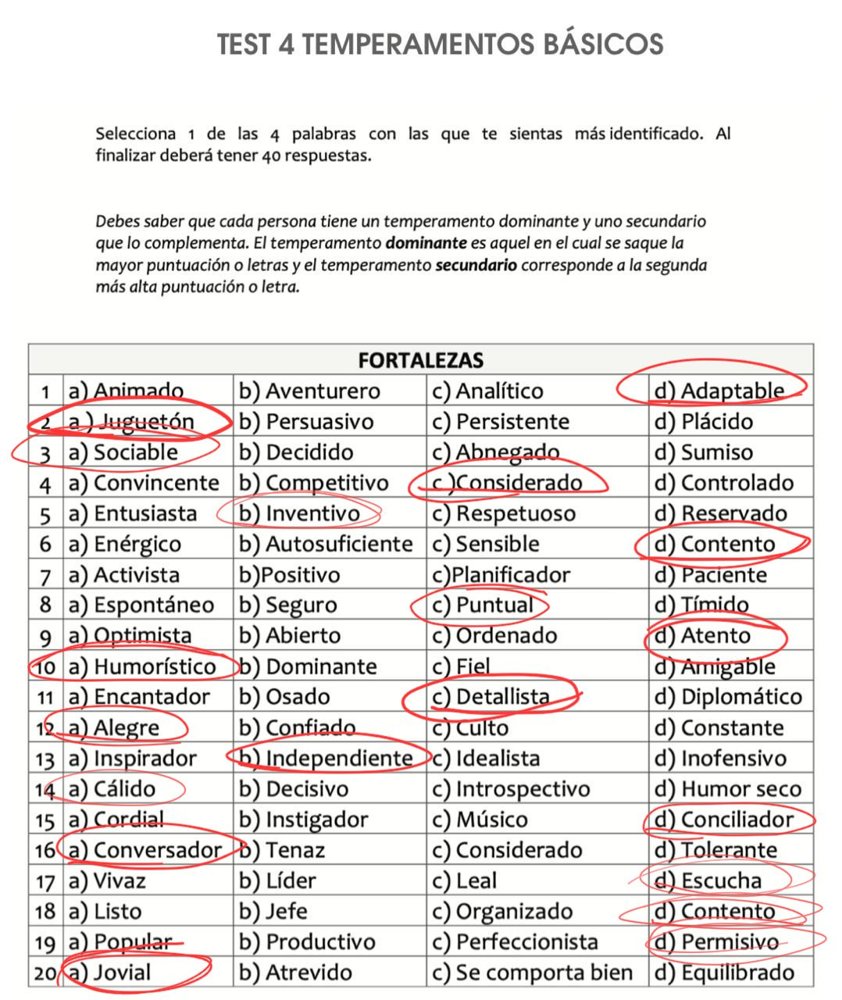 TEST 4 TEMPERAMENTOS BÁSICOS
Selecciona 1 de las 4 palabras con las que te sientas más identificado. Al
finalizar deberá tener 40 respuestas.
Debes saber que cada persona tiene un temperamento dominante y uno secundario
que lo complementa. El temperamento dominante es aquel en el cual se saque la
mayor puntuación o letras y el temperamento secundario corresponde a la segunda
más alta puntuación o letra.
FORTALEZAS
1 a) Animado b) Aventurero c) Analítico d) Adaptable
2 a ) Juguetón b) Persuasivo c) Persistente d) Plácido
3 a) Sociable b) Decidido c) Abnegado d) Sumiso
4 a) Convincente b) Competitivo c )Considerado d) Controlado
5 a) Entusiasta b) Inventivo c) Respetuoso d) Reservado
6 a) Enérgico b) Autosuficiente c) Sensible d) Contento
7 a) Activista b)Positivo c)Planificador d) Paciente
8 a) Espontáneo b) Seguro c) Puntual d) Tímido
9 a) Optimista b) Abierto c) Ordenado d) Atento
10 a) Humorístico b) Dominante c) Fiel d) Amigable
11 a) Encantador b) Osado c) Detallista d) Diplomático
12 a) Alegre b) Confiado c) Culto d) Constante
13 a) Inspirador b) Independiente c) Idealista d) Inofensivo
14 a) Cálido b) Decisivo c) Introspectivo d) Humor seco
15 a) Cordial b) Instigador c) Músico d) Conciliador
16 a) Conversador b) Tenaz c) Considerado d) Tolerante
17 a) Vivaz b) Líder c) Leal d) Escucha
18 a) Listo b) Jefe c) Organizado d) Contento
19 a) Popular b) Productivo c) Perfeccionista d) Permisivo
20 a) Jovial b) Atrevido c) Se comporta bien d) Equilibrado